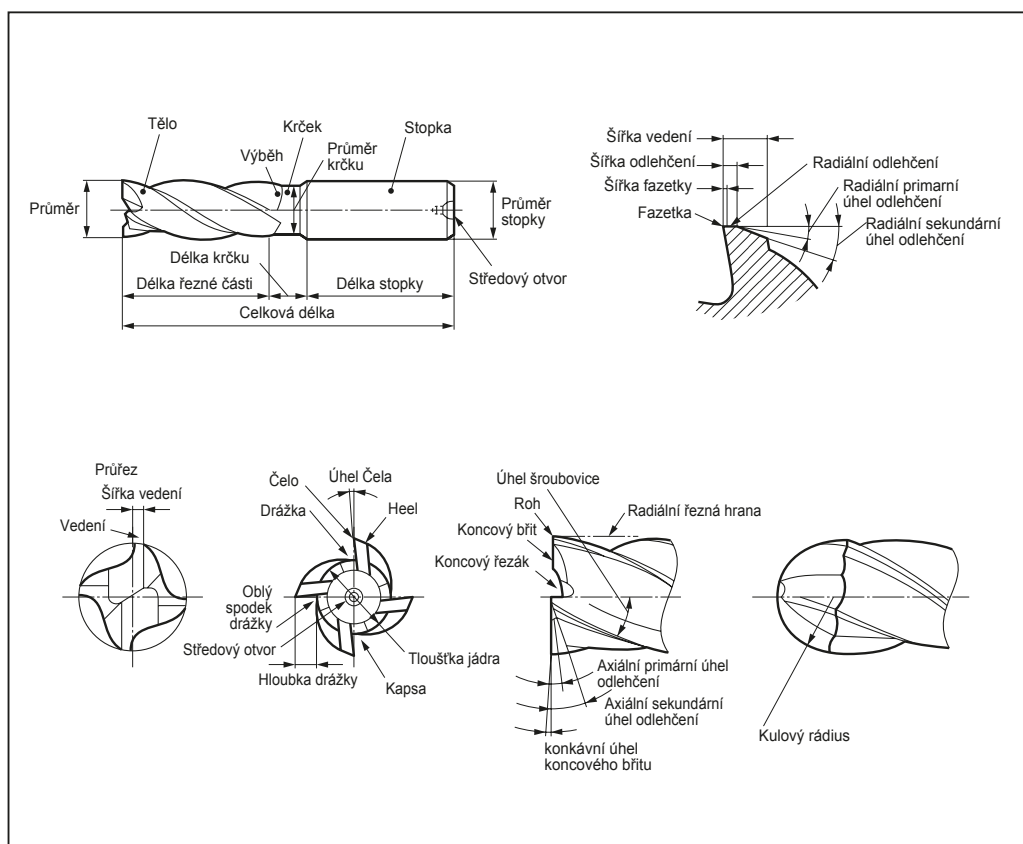 Tělo
Krček
Stopka
Výběh
Průměr
krčku
Průměr
Průměr
stopky
Délka krčku
Středový otvor
Délka řezné části
Délka stopky
Celková délka
Šířka vedení
Šířka odlehčení
Radiální odlehčení
Šířka fazetky
Radiální primarní
úhel odlehčení
Fazetka
Radiální sekundární
úhel odlehčení
Průřez
Šířka vedení
Vedení
Čelo
Úhel Čela
Drážka
Heel
Oblý
spodek
drážky
Středový otvor
Tloušťka jádra
Hloubka drážky
Kapsa
Úhel šroubovice
Roh
Radiální řezná hrana
Koncový břit
Koncový řezák
Axiální primární úhel
odlehčení
Axiální sekundární
úhel odlehčení
konkávní úhel
koncového břitu
Kulový rádius